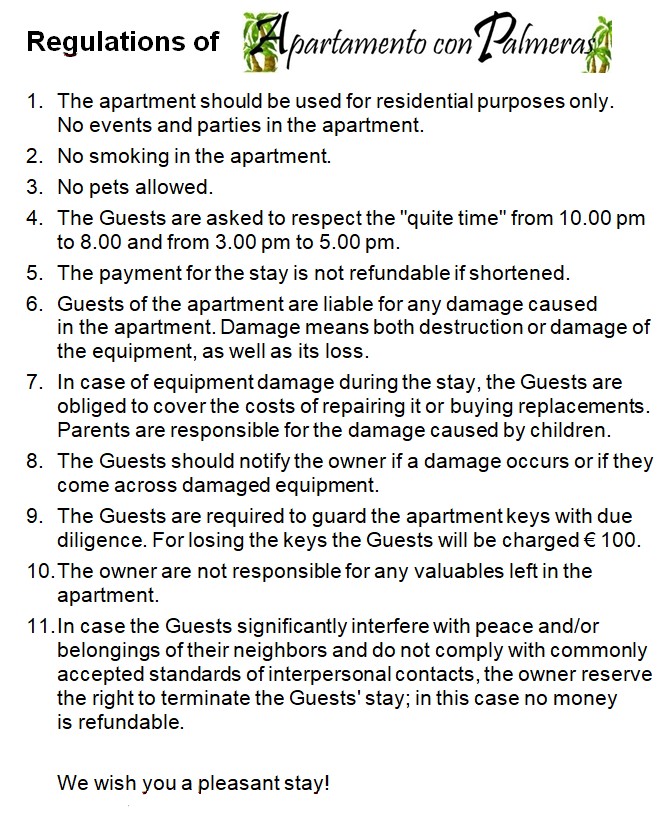 Regulations of Apartamento con Palmeras
1. The apartment should be used for residential purposes only.
No events and parties in the apartment.
2. No smoking in the apartment.
3. No pets allowed.
4. The Guests are asked to respect the "quite time" from 10.00 pm
to 8.00 and from 3.00 pm to 5.00 pm.
5. The payment for the stay is not refundable if shortened.
6. Guests of the apartment are liable for any damage caused
in the apartment. Damage means both destruction or damage of
the equipment, as well as its loss.
7. In case of equipment damage during the stay, the Guests are
obliged to cover the costs of repairing it or buying replacements.
Parents are responsible for the damage caused by children.
8. The Guests should notify the owner if a damage occurs or if they
come across damaged equipment.
9. The Guests are required to guard the apartment keys with due
diligence. For losing the keys the Guests will be charged € 100.
10. The owner are not responsible for any valuables left in the
apartment.
11. In case the Guests significantly interfere with peace and/or
belongings of their neighbors and do not comply with commonly
accepted standards of interpersonal contacts, the owner reserve
the right to terminate the Guests' stay; in this case no money
is refundable.
We wish you a pleasant stay!